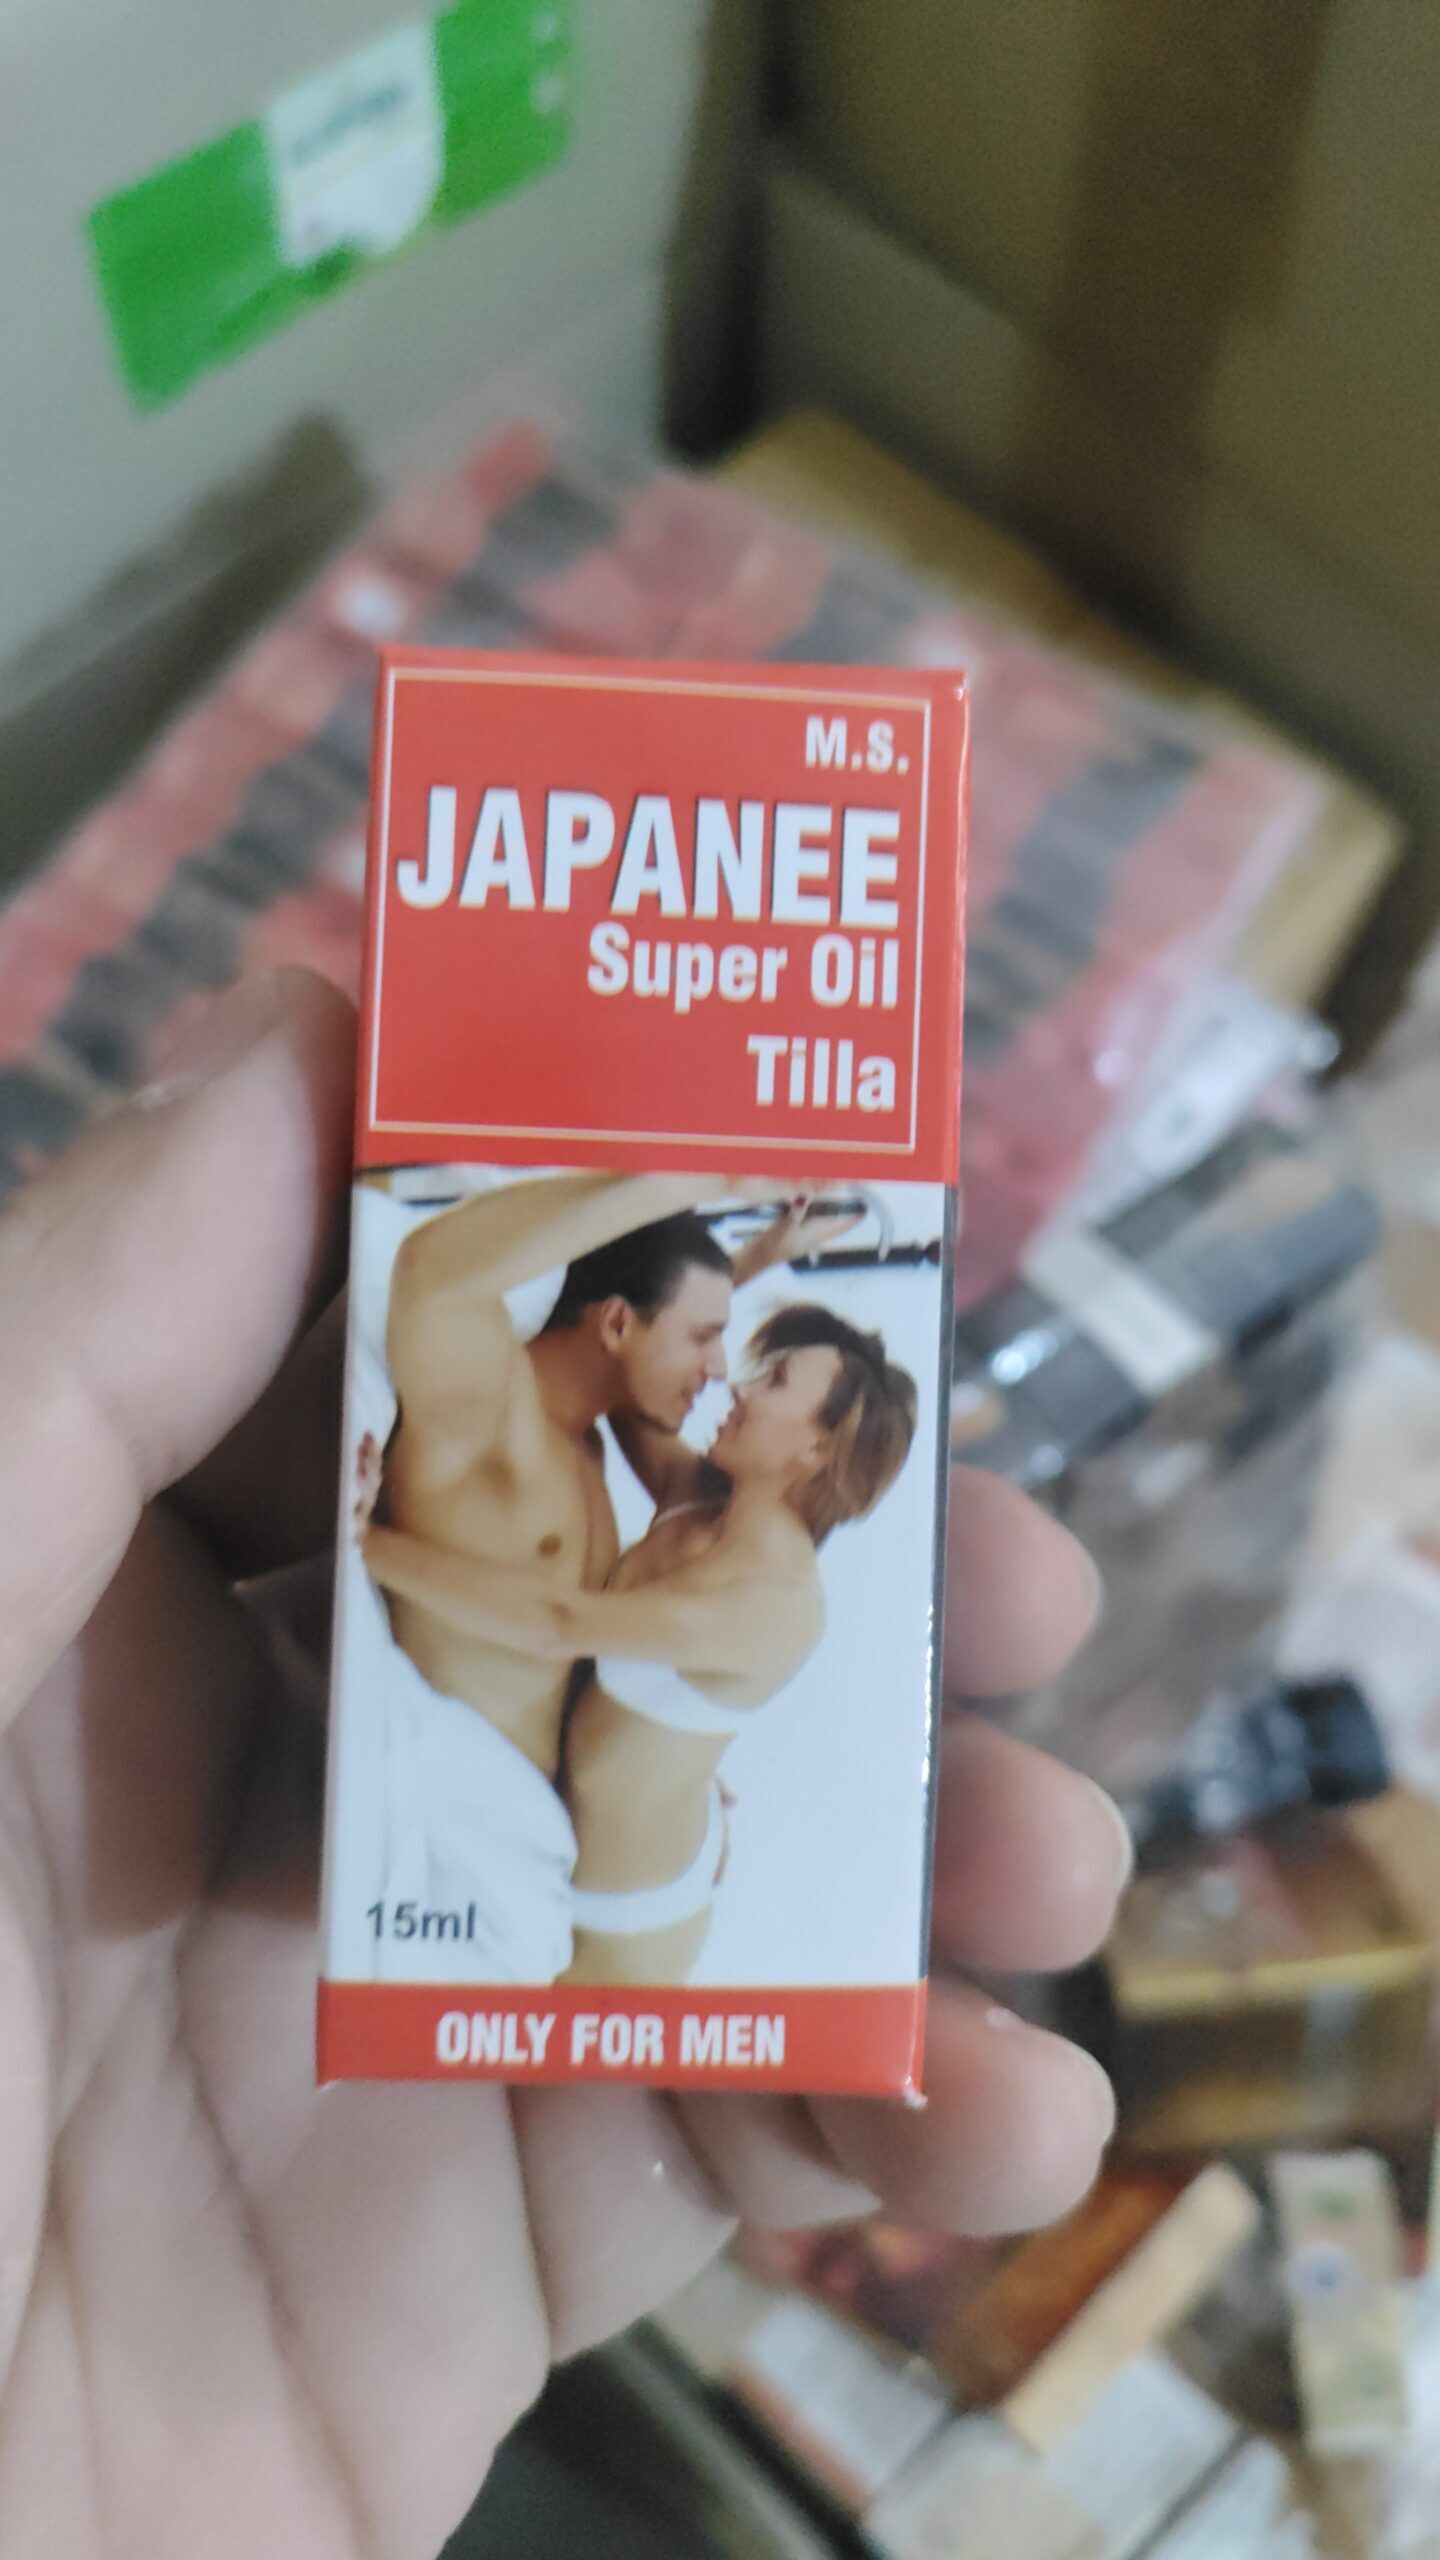 M.S.
JAPANEE
Super Oil
Tilla
15ml
ONLY FOR MEN